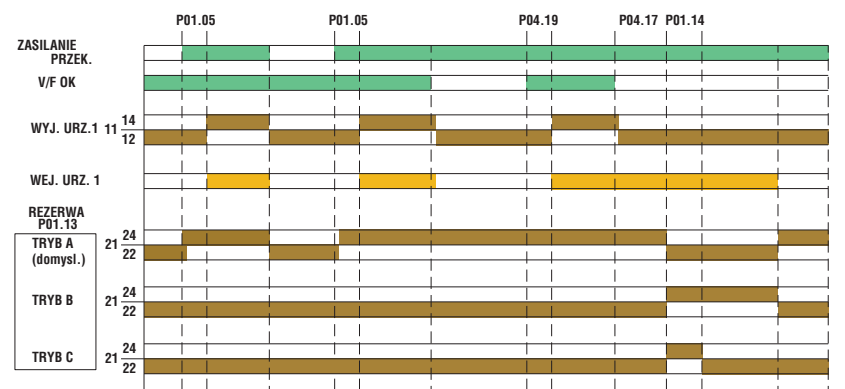 P01.05 P01.05 P04.19 P04.17 P01.14
ZASILANIE
PRZEK.
V/F OK
WYJ. URZ.1 11 14
12
WEJ. URZ. 1
REZERWA
P01.13
TRYB A
(domysl.)
21 24
22
TRYB B 21 24
22
TRYB C 21 24
22